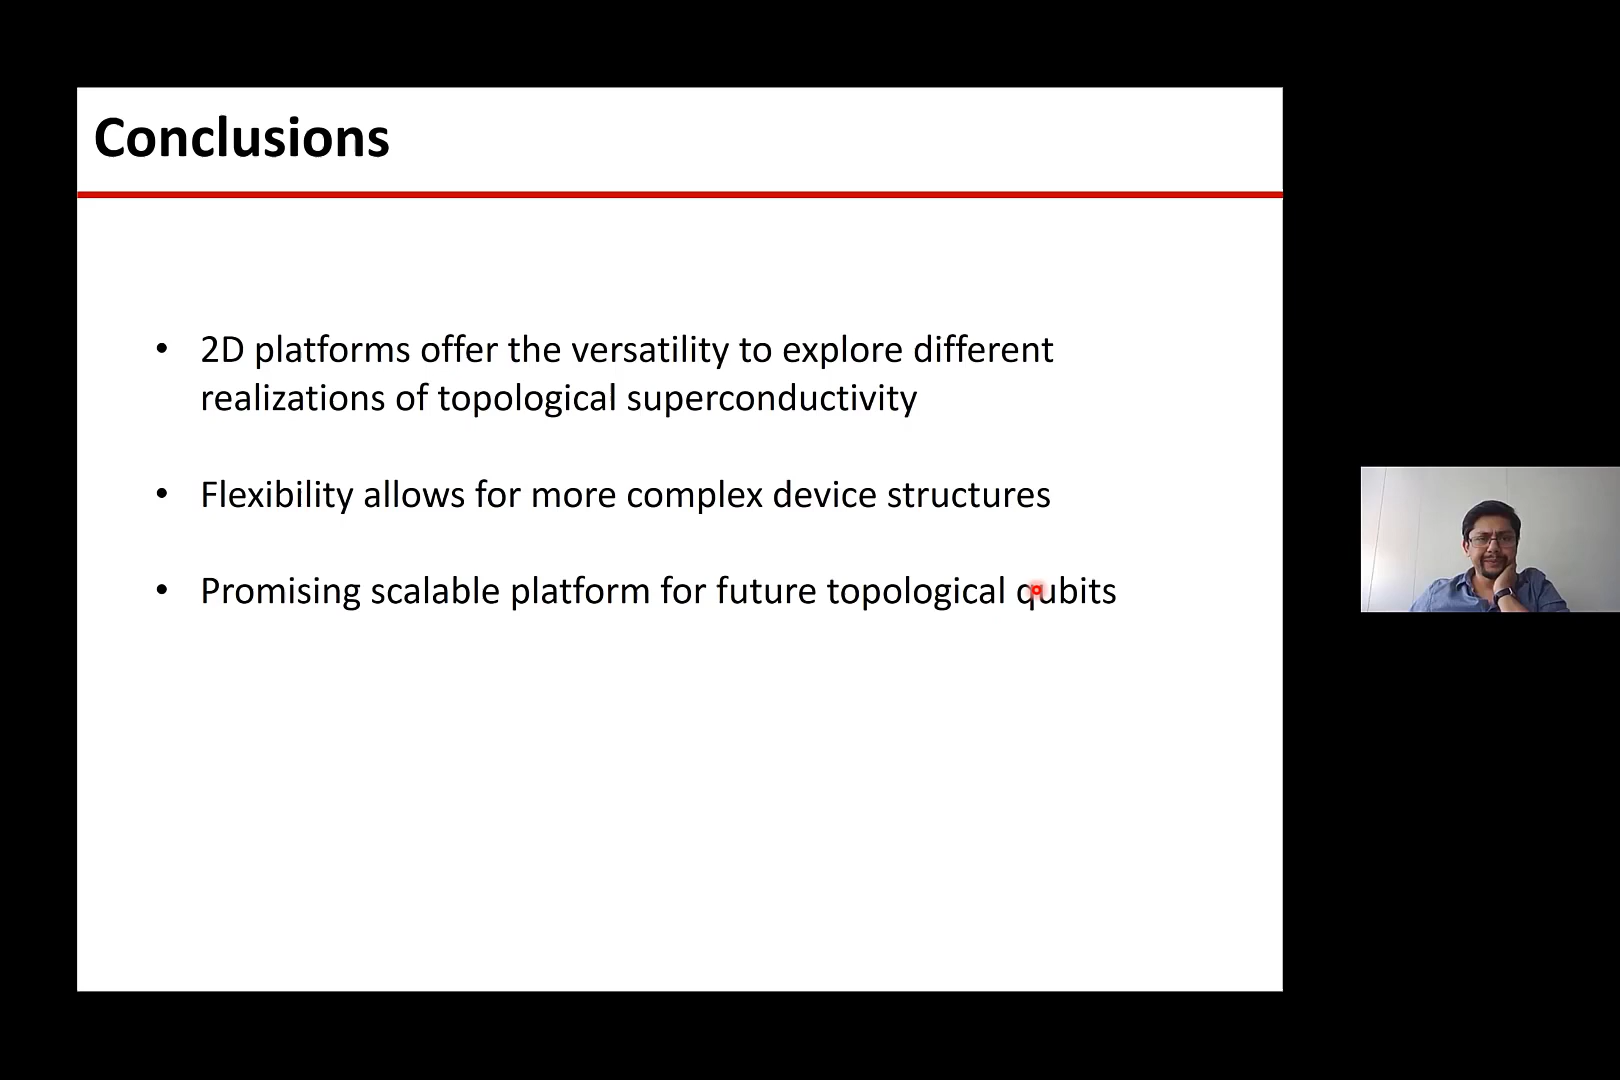 Conclusions
• 2D platforms offer the versatility to explore different
realizations of topological superconductivity
• Flexibility allows for more complex device structures
• Promising scalable platform for future topological qubits